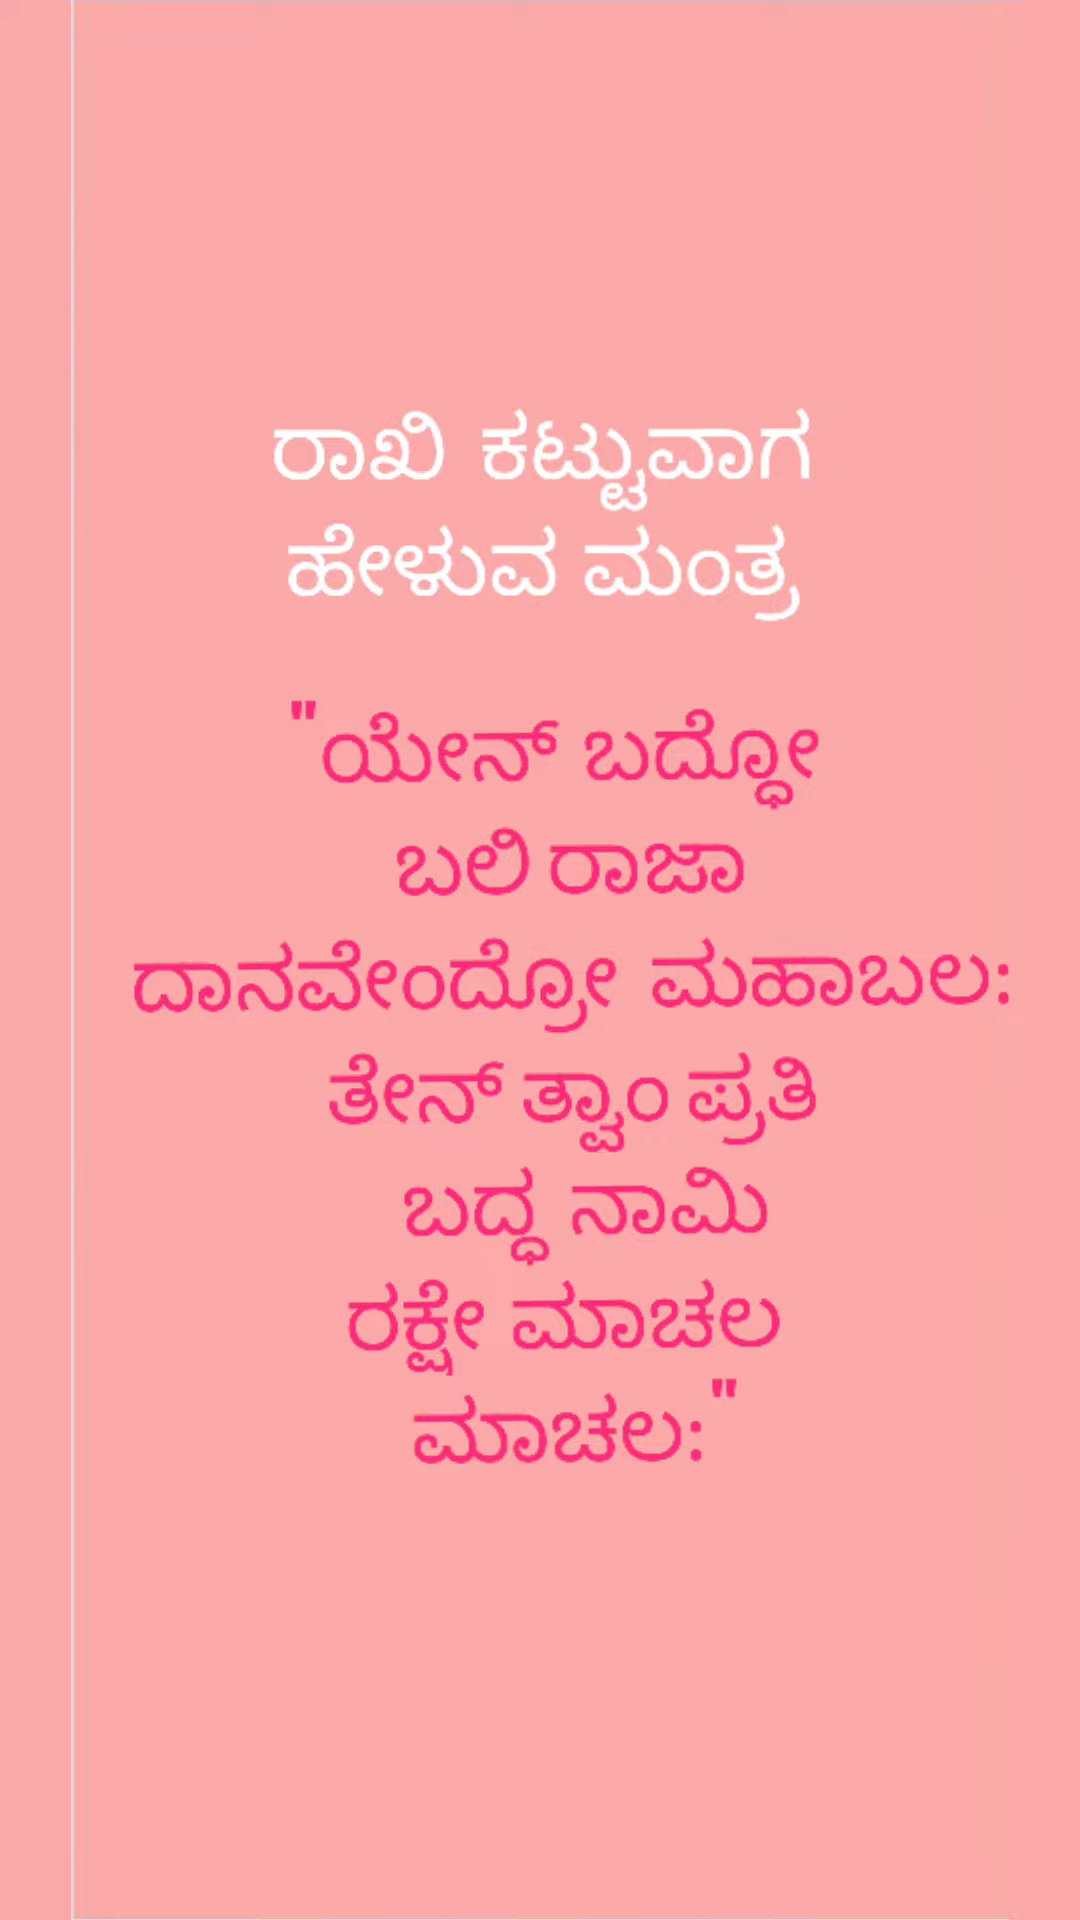 ರಾಖಿ ಕಟ್ಟುವಾಗ
ಹೇಳುವ ಮಂತ್ರ
"ಯೇನ್ ಬದ್ಧೋ
ಬಲಿ ರಾಜಾ
ದಾನವೇಂದ್ರೋ ಮಹಾಬಲ:
ತೇನ್ ತ್ವಾಂ ಪ್ರತಿ
ಬದ್ಧ ನಾಮಿ
ರಕ್ಷೇ ಮಾಚಲ
ಮಾಚಲ:"